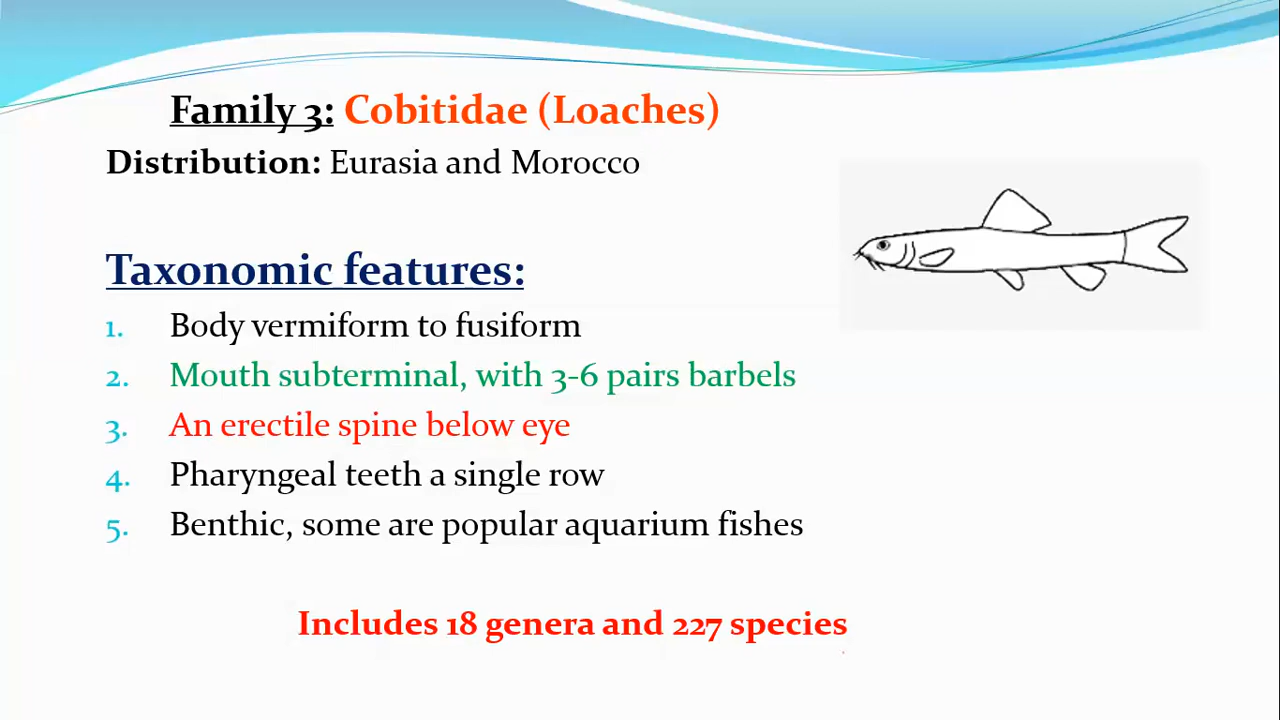 Family 3: Cobitidae (Loaches)
Distribution: Eurasia and Morocco
Taxonomic features:
1. Body vermiform to fusiform
2. Mouth subterminal, with 3-6 pairs barbels
3. An erectile spine below eye
4. Pharyngeal teeth a single row
5. Benthic, some are popular aquarium fishes
Includes 18 genera and 227 species